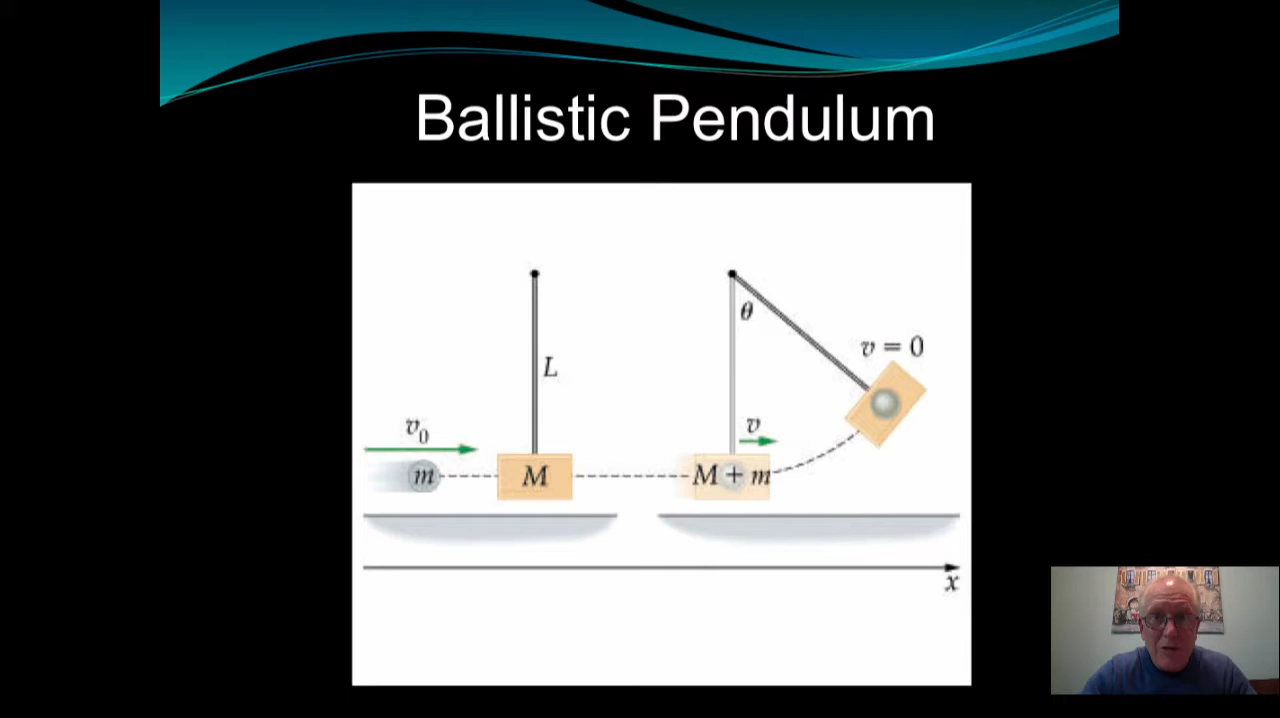 Ballistic Pendulum
θ
v = 0
L
v₀
v
m
M
M + m
x